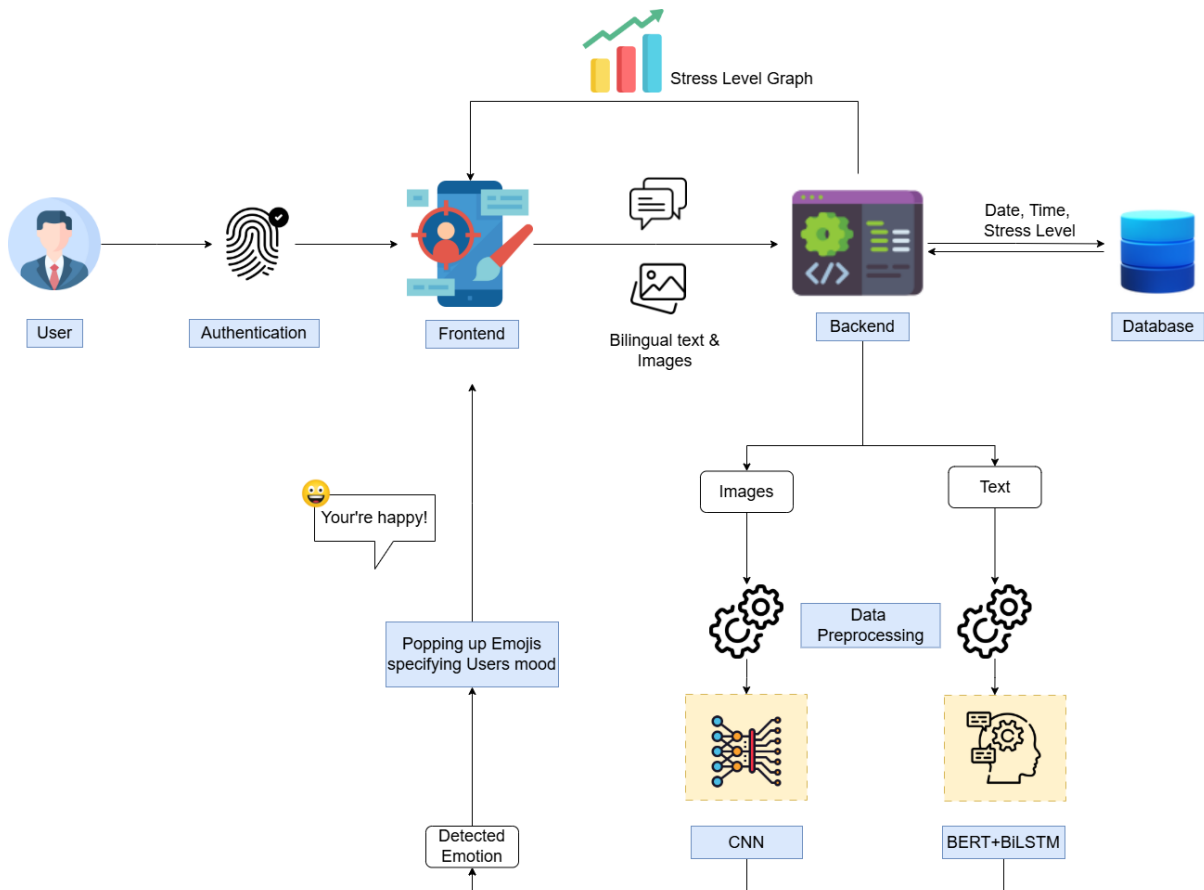 Stress Level Graph
Date, Time,
Stress Level
User
Authentication
Frontend
Bilingual text &
Images
Backend
Database
Images
Text
Your're happy!
Data
Preprocessing
Popping up Emojis
specifying Users mood
Detected
Emotion
CNN
BERT+BiLSTM